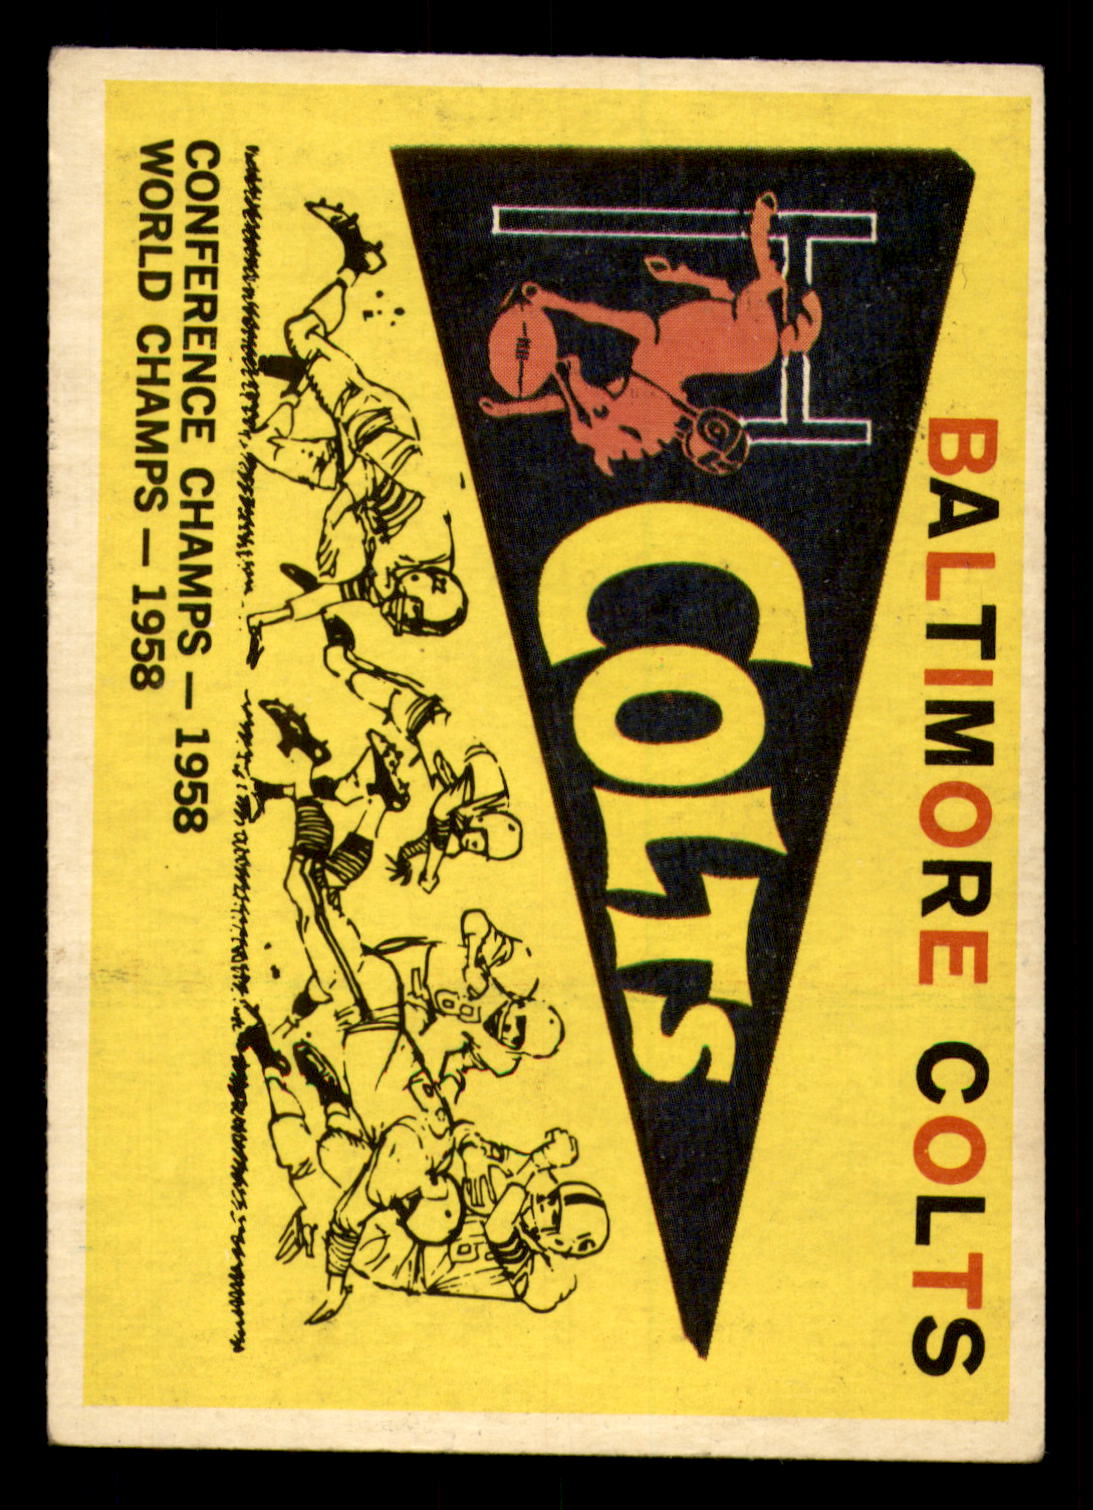 BALTIMORE COLTS
COLTS
CONFERENCE CHAMPS — 1958
WORLD CHAMPS — 1958